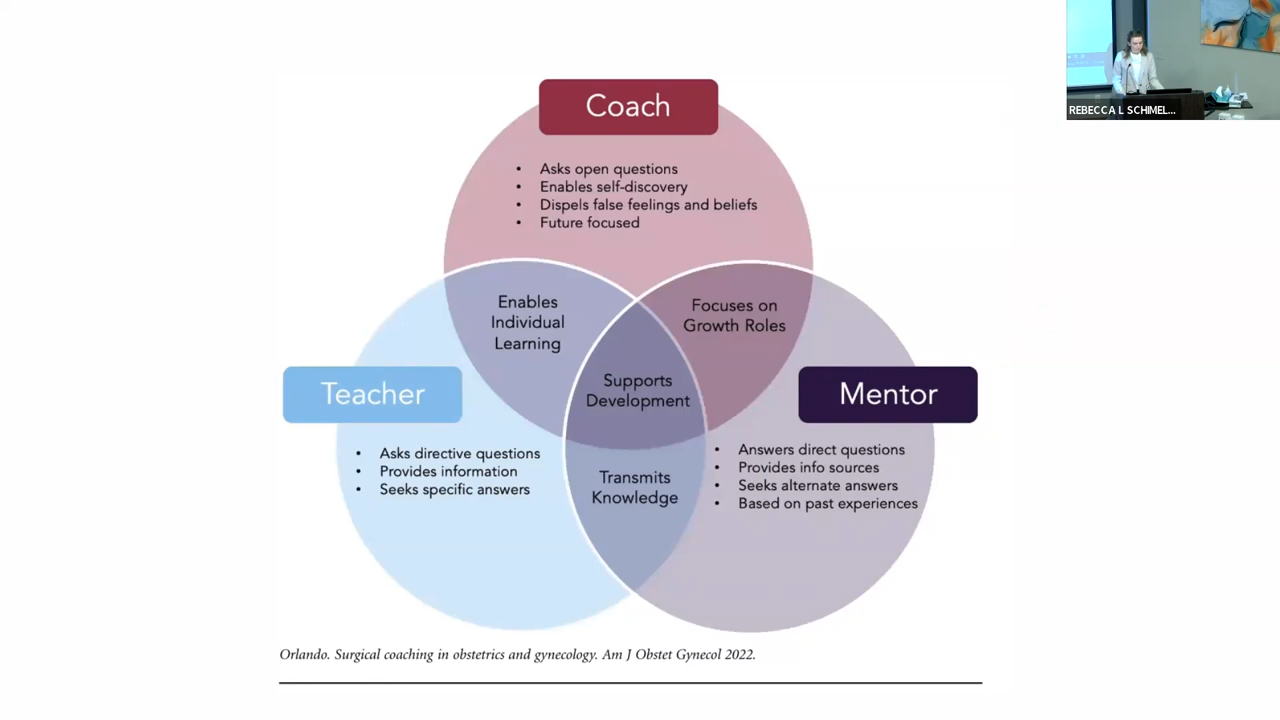 REBECCA L SCHIMEL...
Coach
• Asks open questions
• Enables self-discovery
• Dispels false feelings and beliefs
• Future focused
Enables
Individual
Learning
Focuses on
Growth Roles
Supports
Development
Teacher
Mentor
• Asks directive questions
• Provides information
• Seeks specific answers
Transmits
Knowledge
• Answers direct questions
• Provides info sources
• Seeks alternate answers
• Based on past experiences
Orlando. Surgical coaching in obstetrics and gynecology. Am J Obstet Gynecol 2022.